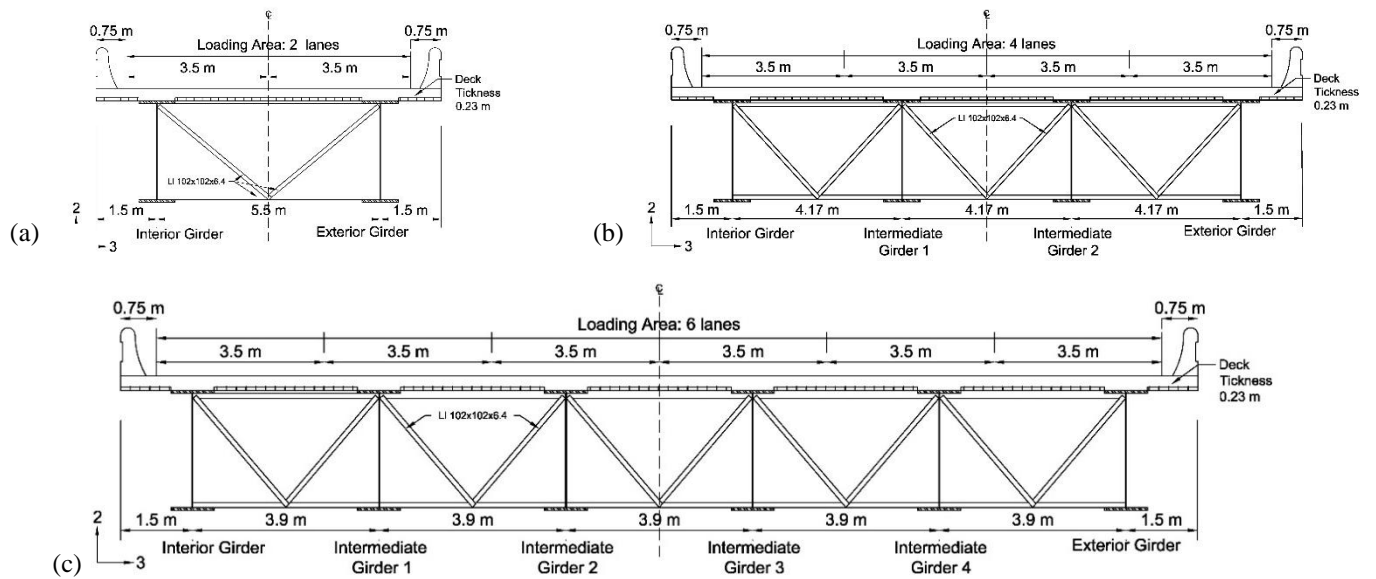 ℄
0.75 m
0.75 m
Loading Area: 2 lanes
3.5 m
3.5 m
Deck
Tickness
0.23 m
LI 102x102x6.4
2
3
1.5 m
5.5 m
1.5 m
Interior Girder
Exterior Girder
(a)
℄
0.75 m
0.75 m
Loading Area: 4 lanes
3.5 m
3.5 m
3.5 m
3.5 m
Deck
Tickness
0.23 m
LI 102x102x6.4
2
3
1.5 m
4.17 m
4.17 m
4.17 m
1.5 m
Interior Girder
Intermediate
Girder 1
Intermediate
Girder 2
Exterior Girder
(b)
℄
0.75 m
0.75 m
Loading Area: 6 lanes
3.5 m
3.5 m
3.5 m
3.5 m
3.5 m
3.5 m
Deck
Tickness
0.23 m
LI 102x102x6.4
2
3
1.5 m
3.9 m
3.9 m
3.9 m
3.9 m
3.9 m
1.5 m
Interior Girder
Intermediate
Girder 1
Intermediate
Girder 2
Intermediate
Girder 3
Intermediate
Girder 4
Exterior Girder
(c)